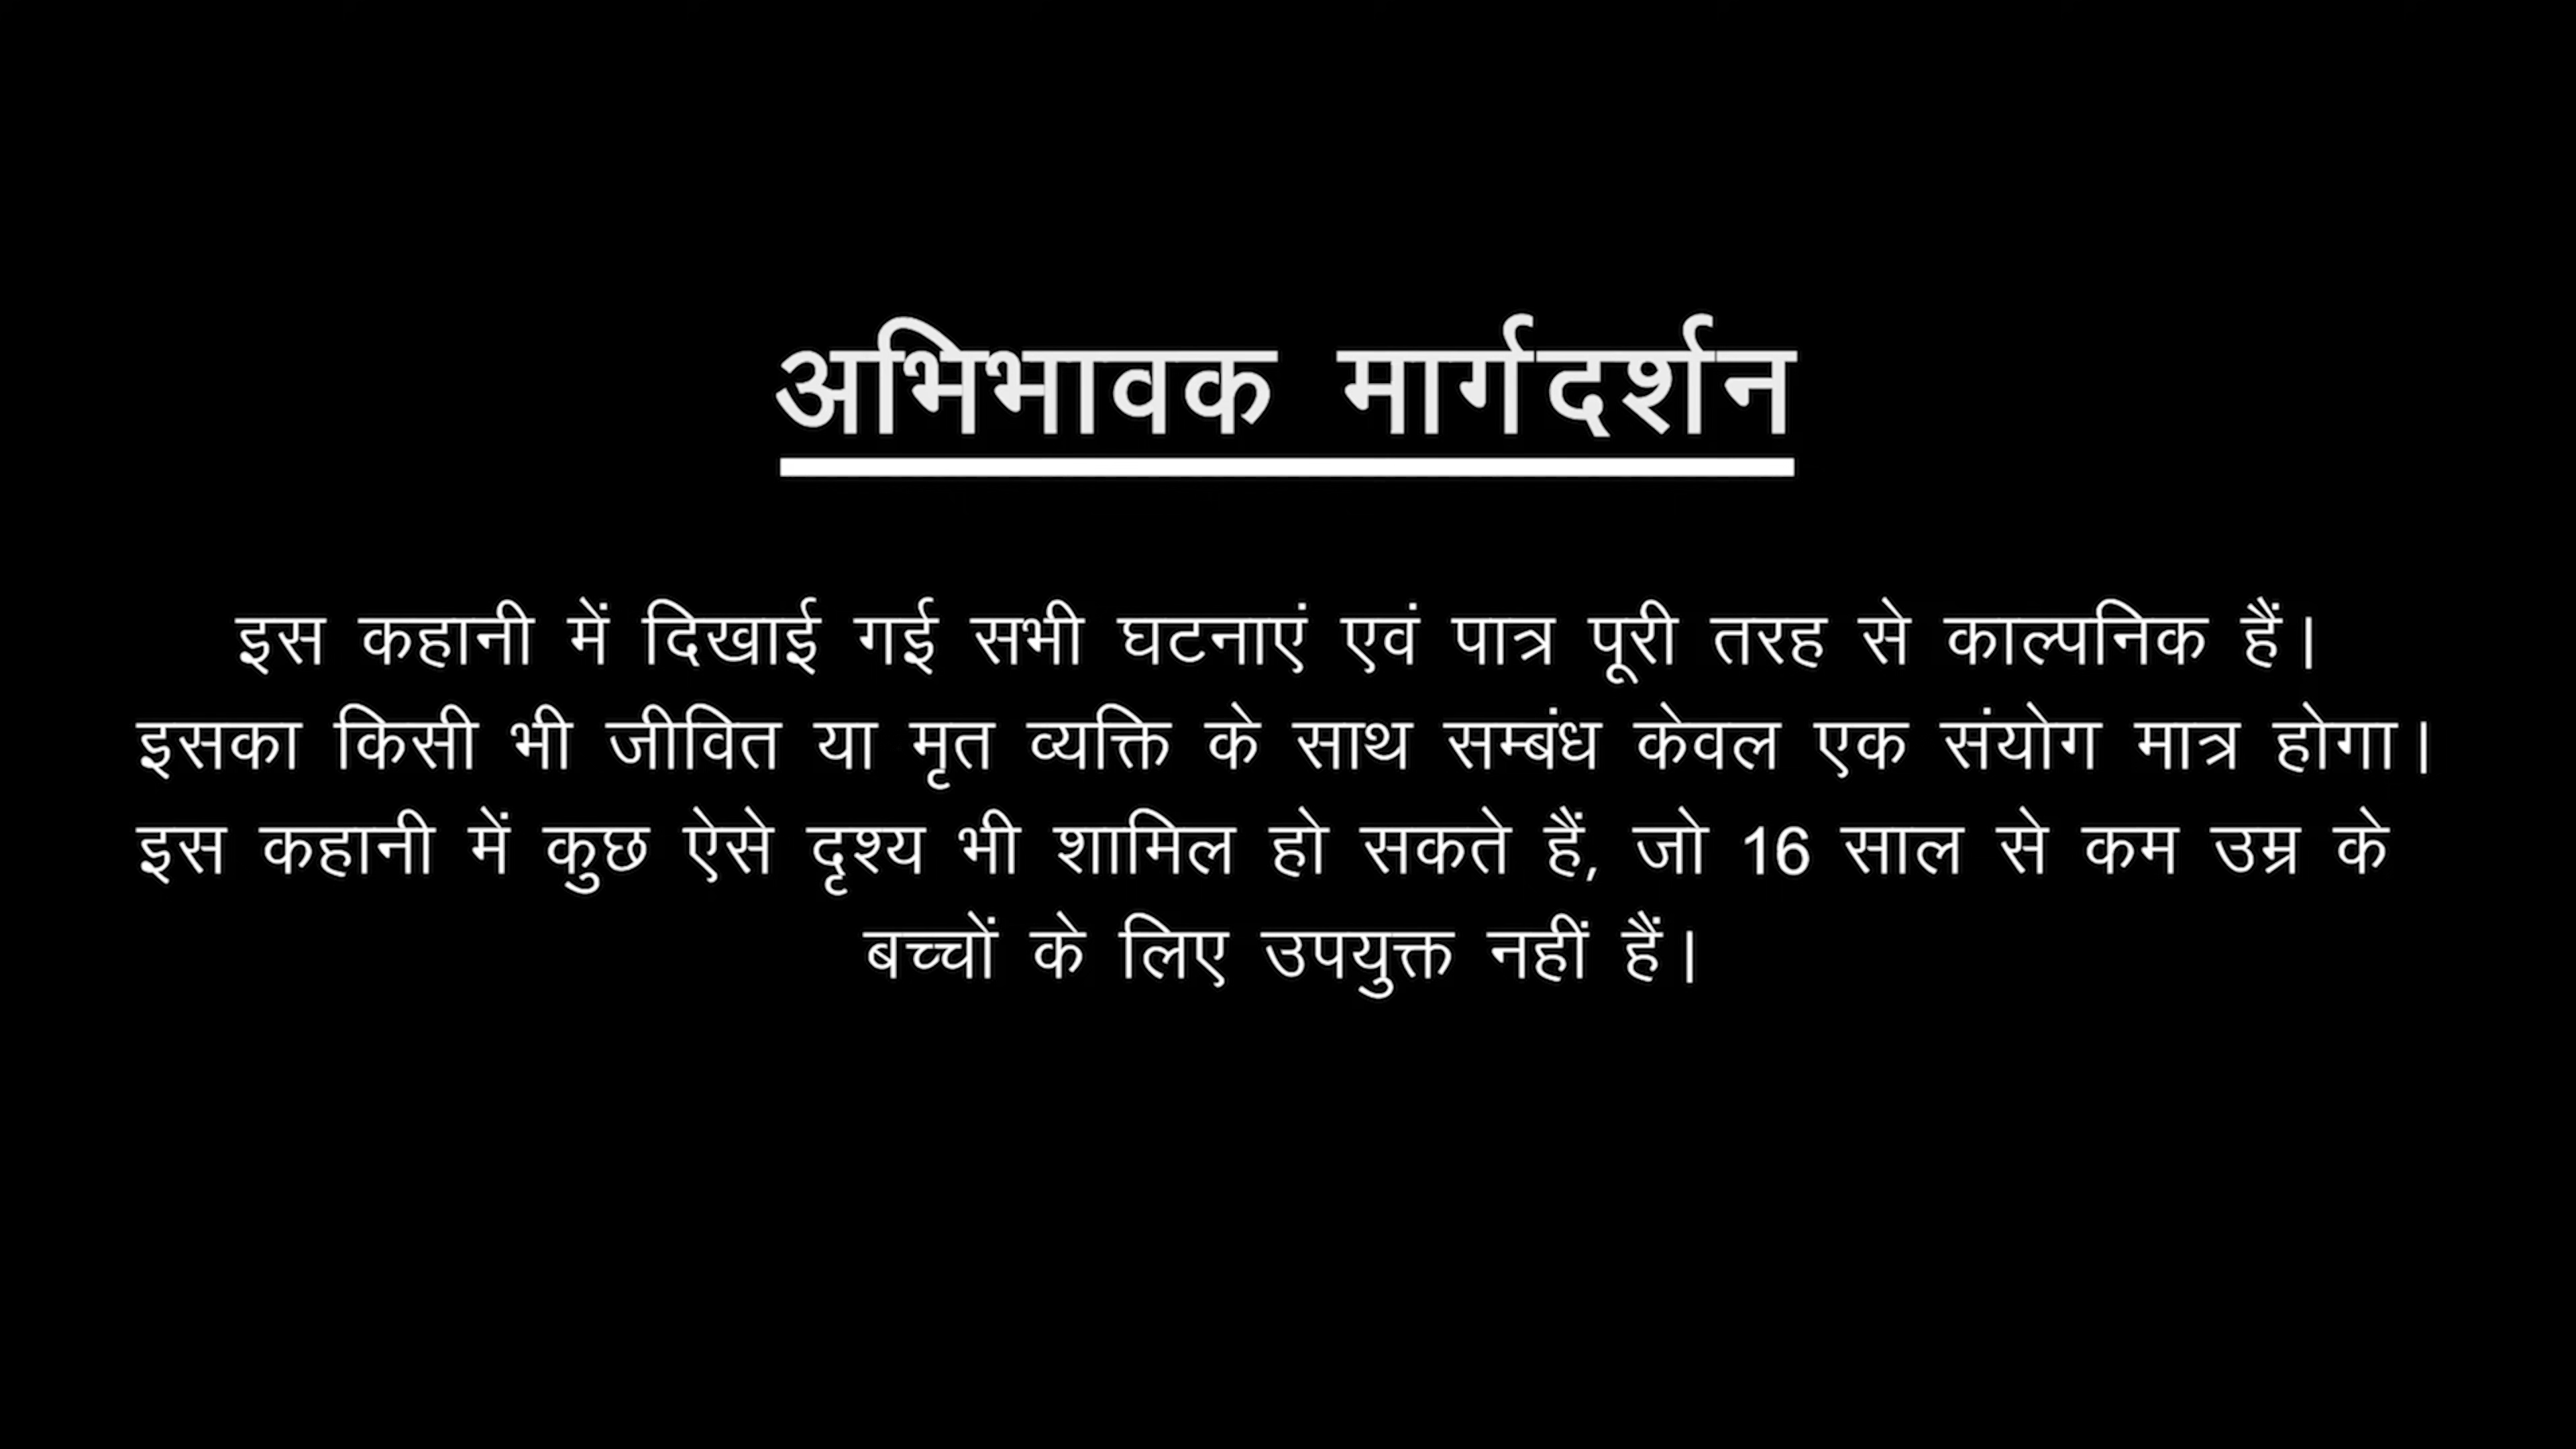 अभिभावक मार्गदर्शन
इस कहानी में दिखाई गई सभी घटनाएं एवं पात्र पूरी तरह से काल्पनिक हैं।
इसका किसी भी जीवित या मृत व्यक्ति के साथ सम्बंध केवल एक संयोग मात्र होगा।
इस कहानी में कुछ ऐसे दृश्य भी शामिल हो सकते हैं, जो 16 साल से कम उम्र के
बच्चों के लिए उपयुक्त नहीं हैं।